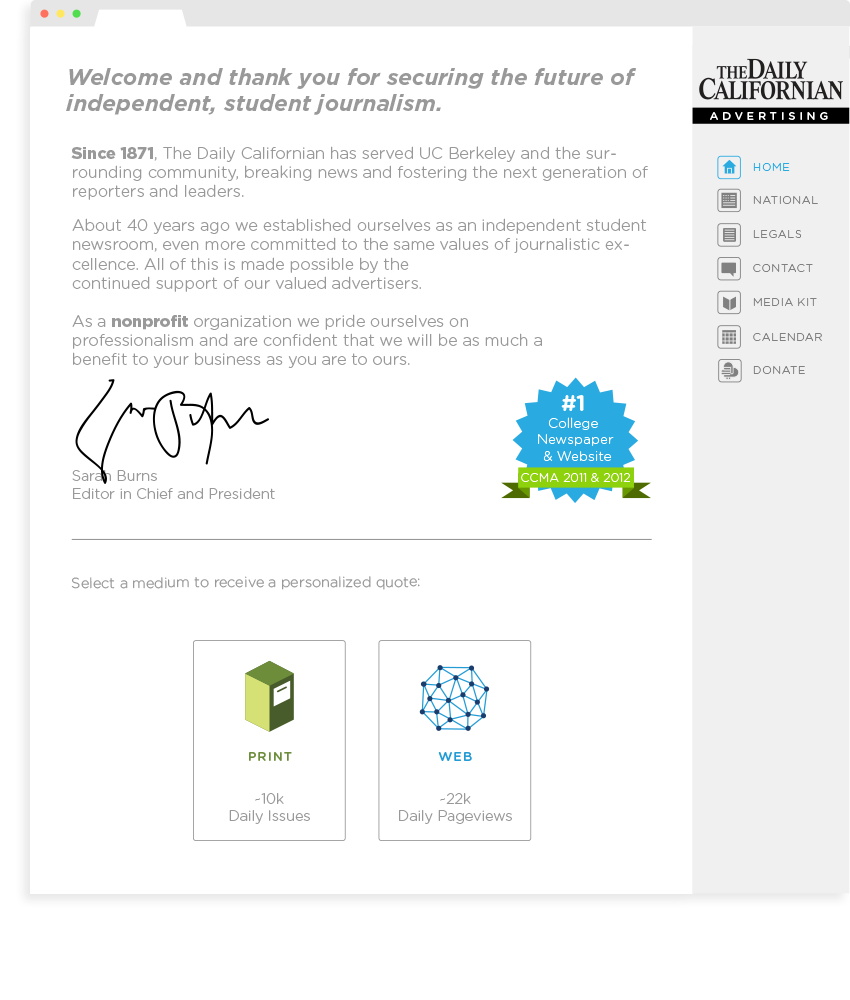 Welcome and thank you for securing the future of
independent, student journalism.
Since 1871, The Daily Californian has served UC Berkeley and the sur-
rounding community, breaking news and fostering the next generation of
reporters and leaders.
About 40 years ago we established ourselves as an independent student
newsroom, even more committed to the same values of journalistic ex-
cellence. All of this is made possible by the
continued support of our valued advertisers.
As a nonprofit organization we pride ourselves on
professionalism and are confident that we will be as much a
benefit to your business as you are to ours.
Sarah Burns
Editor in Chief and President
#1
College
Newspaper
& Website
CCMA 2011 & 2012
Select a medium to receive a personalized quote:
PRINT
~10k
Daily Issues
WEB
~22k
Daily Pageviews
THE DAILY
CALIFORNIAN
ADVERTISING
HOME
NATIONAL
LEGALS
CONTACT
MEDIA KIT
CALENDAR
DONATE